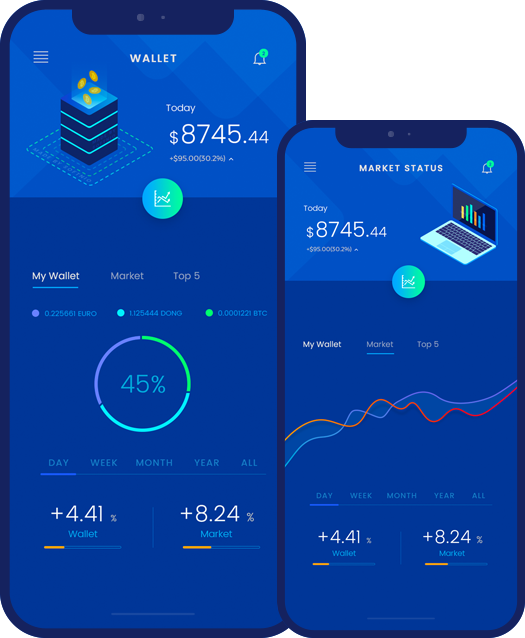 WALLET
2
Today
$8745.44
+$95.00(30.2%)
My Wallet Market Top 5
0.225661 EURO 1.125444 DONG 0.0001221 BTC
45%
DAY WEEK MONTH YEAR ALL
+4.41 % +8.24 %
Wallet Market
MARKET STATUS
Today
$8745.44
+$95.00(30.2%)
My Wallet Market Top 5
DAY WEEK MONTH YEAR ALL
+4.41 % +8.24 %
Wallet Market